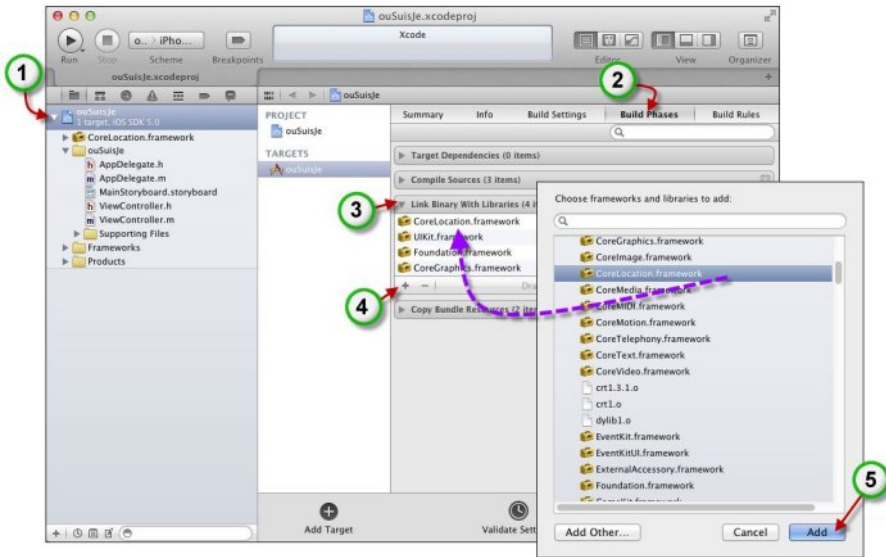 ouSuisJe.xcodeproj
Xcode
Run
Stop
o.. iPho...
Scheme
Breakpoints
Editor
View
Organizer
1
2
ouSuisJe.xcodeproj
ouSuisJe
ouSuisJe
1 target, iOS SDK 5.0
CoreLocation.framework
ouSuisJe
AppDelegate.h
AppDelegate.m
MainStoryboard.storyboard
ViewController.h
ViewController.m
Supporting Files
Frameworks
Products
PROJECT
ouSuisJe
TARGETS
ouSuisJe
Summary
Info
Build Settings
Build Phases
Build Rules
Target Dependencies (0 items)
Compile Sources (3 items)
3
Link Binary With Libraries (4
CoreLocation.framework
UIKit.framework
Foundation.framework
CoreGraphics.framework
4
Copy Bundle Resources (2
Add Target
Validate
Choose frameworks and libraries to add:
CoreGraphics.framework
CoreImage.framework
CoreLocation.framework
CoreMedia.framework
CoreMIDI.framework
CoreMotion.framework
CoreTelephony.framework
CoreText.framework
CoreVideo.framework
crt1.3.1.o
crt1.o
dylib1.o
EventKit.framework
EventKitUI.framework
ExternalAccessory.framework
Foundation.framework
GameKit.framework
5
Add Other...
Cancel
Add